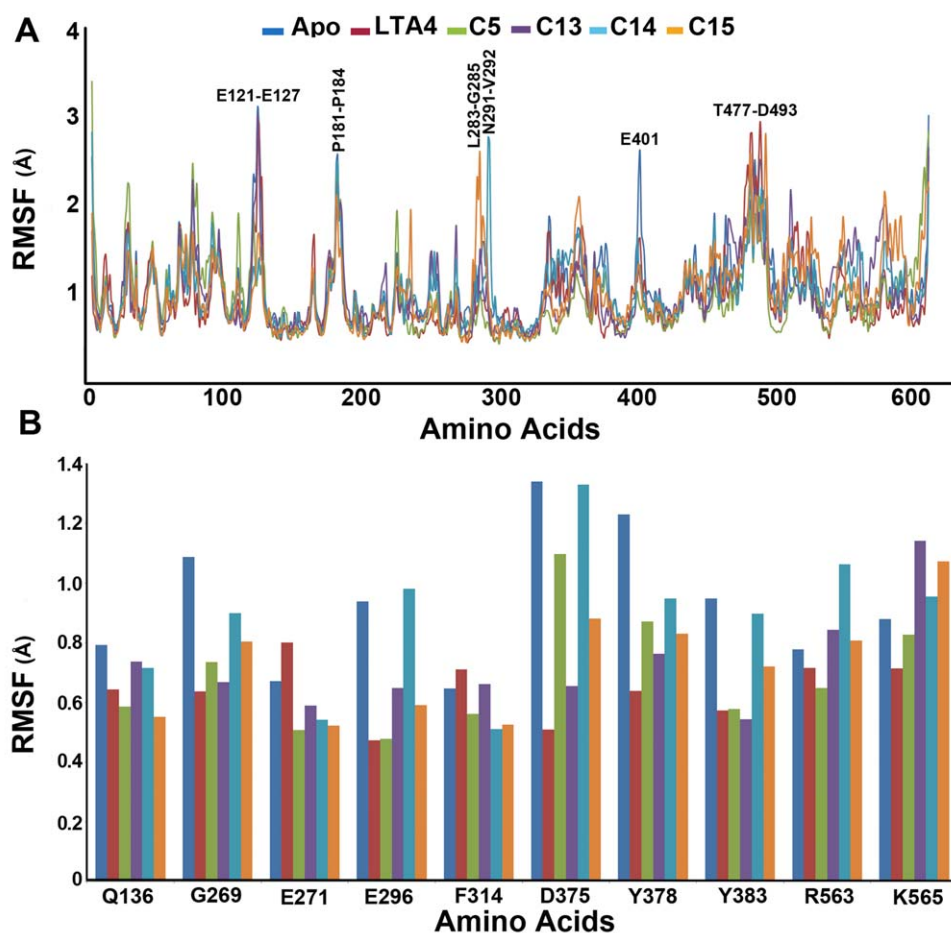 A
Apo LTA4 C5 C13 C14 C15
4
3
2
1
RMSF (Å)
E121-E127
P181-P184
L283-G285
N291-V292
E401
T477-D493
0 100 200 300 400 500 600
Amino Acids
B
1.4
1.2
1.0
0.8
0.6
0.4
0.2
0
RMSF (Å)
Q136 G269 E271 E296 F314 D375 Y378 Y383 R563 K565
Amino Acids